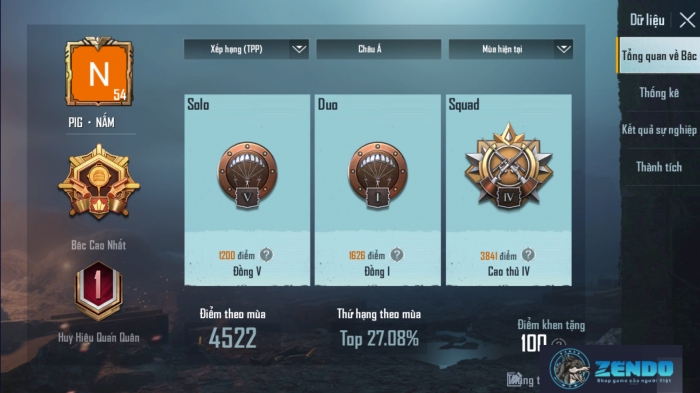 Dữ liệu
Xếp hạng (TPP)
Châu Á
Mùa hiện tại
Tổng quan về Bậc
N
54
PIG • NẤM
Thống kê
Kết quả sự nghiệp
Thành tích
Solo
Duo
Squad
V
I
IV
Bậc Cao Nhất
1200 điểm
1626 điểm
3841 điểm
Đồng V
Đồng I
Cao thủ IV
1
Huy Hiệu Quán Quân
Điểm theo mùa
4522
Thứ hạng theo mùa
Top 27.08%
Điểm khen tặng
100
ZENDO
Shop game của người Việt